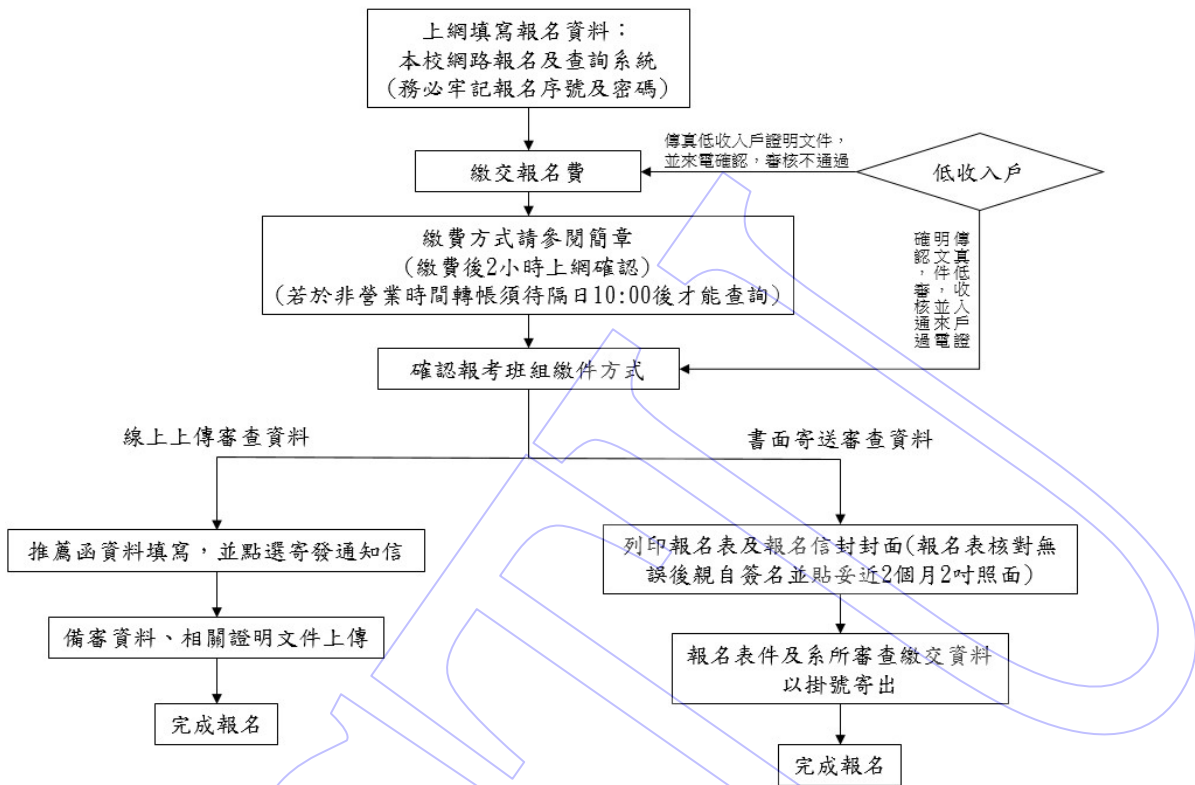 上網填寫報名資料：
本校網路報名及查詢系統
(務必牢記報名序號及密碼)
傳真低收入戶證明文件，
並來電確認，審核不通過
繳交報名費
低收入戶
繳費方式請參閱簡章
(繳費後2小時上網確認)
(若於非營業時間轉帳須待隔日10:00後才能查詢)
傳真低收入戶證
明文件，並來電
確認，審核通過
確認報考班組繳件方式
線上上傳審查資料
書面寄送審查資料
推薦函資料填寫，並點選寄發通知信
列印報名表及報名信封封面(報名表核對無
誤後親自簽名並貼妥近2個月2吋照面)
備審資料、相關證明文件上傳
報名表件及系所審查繳交資料
以掛號寄出
完成報名
完成報名